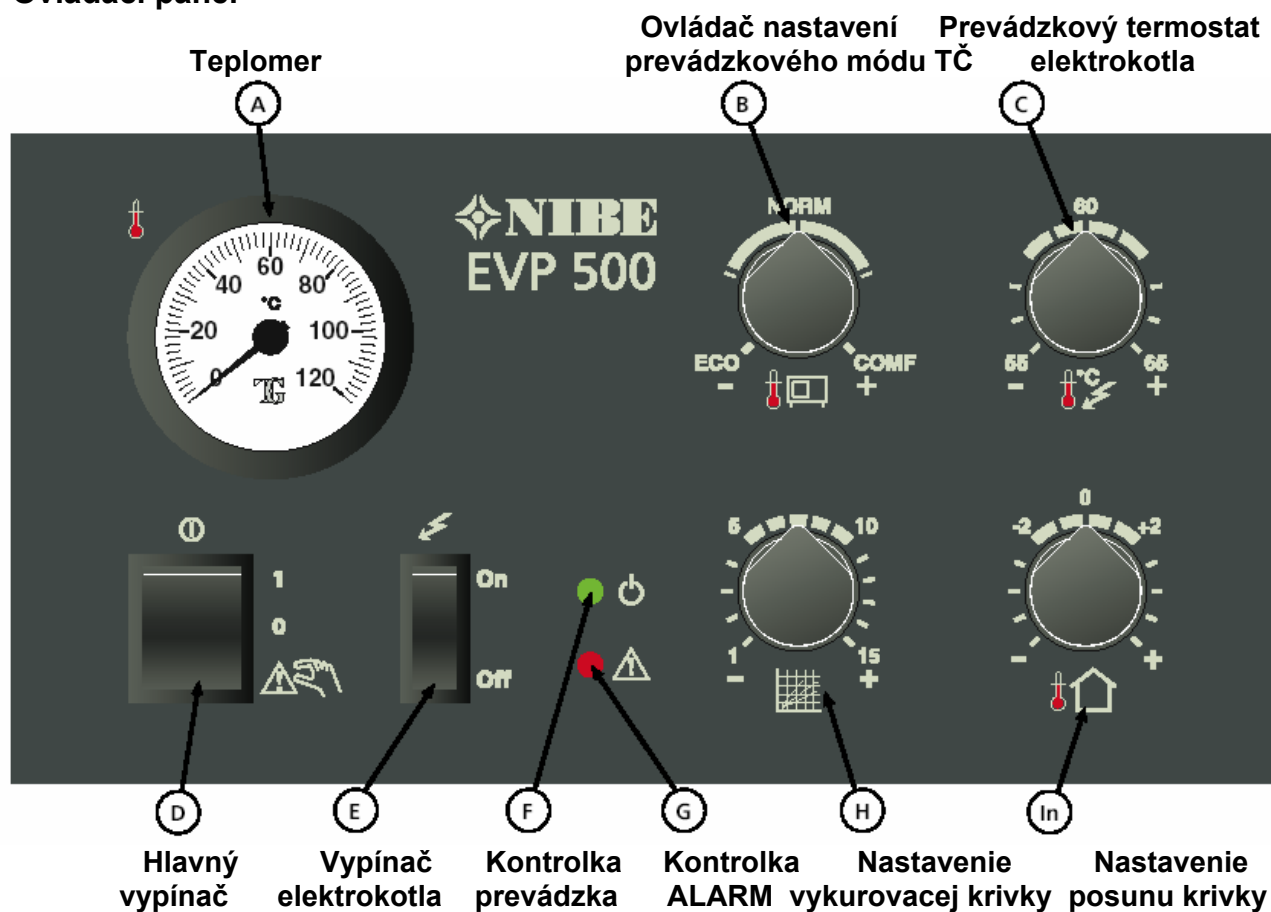 Ovládací panel
Ovládač nastavení
prevádzkového módu TČ
Prevádzkový termostat
elektrokotla
Teplomer
A
B
C
NIBE
EVP 500
0
20
40
60
80
100
120
°C
TG
NORM
ECO
COMF
-
+
60
55
65
-
+
°C
1
0
On
Off
5
10
1
15
-
+
0
-2
+2
-
+
D
E
F
G
H
In
Hlavný
vypínač
Vypínač
elektrokotla
Kontrolka
prevádzka
Kontrolka
ALARM
Nastavenie
vykurovacej krivky
Nastavenie
posunu krivky